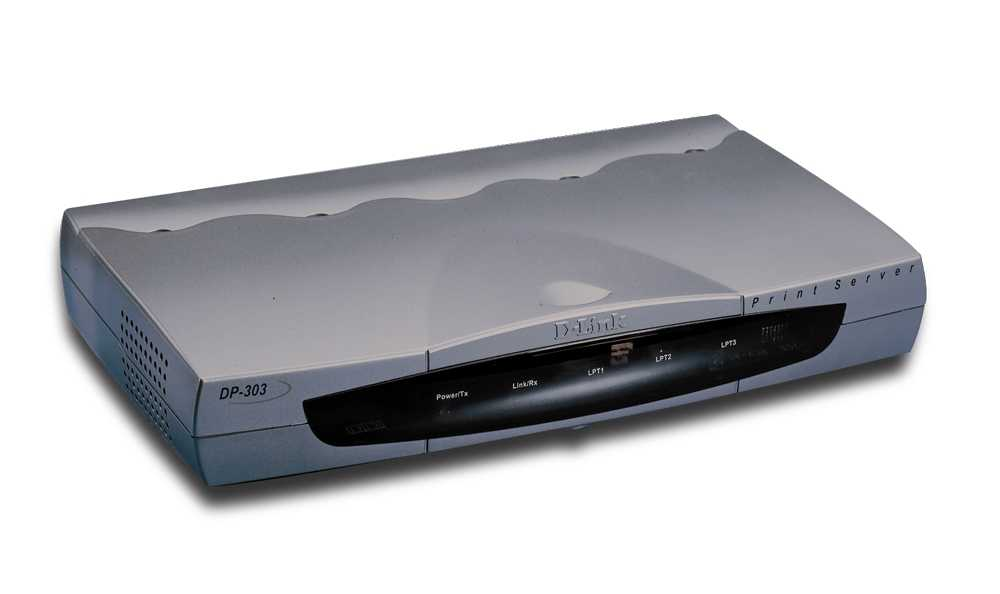 Print Server
D-Link
DP-303
Power/Tx
Link/Rx
LPT1
LPT2
LPT3